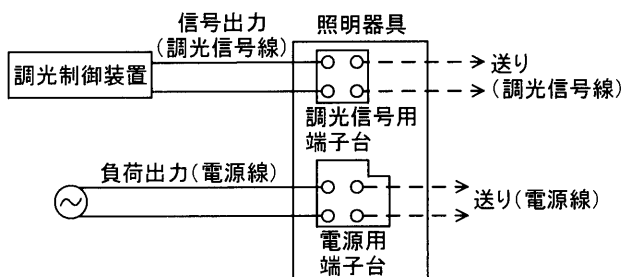 信号出力
(調光信号線)
照明器具
調光制御装置
送り
(調光信号線)
調光信号用
端子台
負荷出力(電源線)
送り(電源線)
電源用
端子台